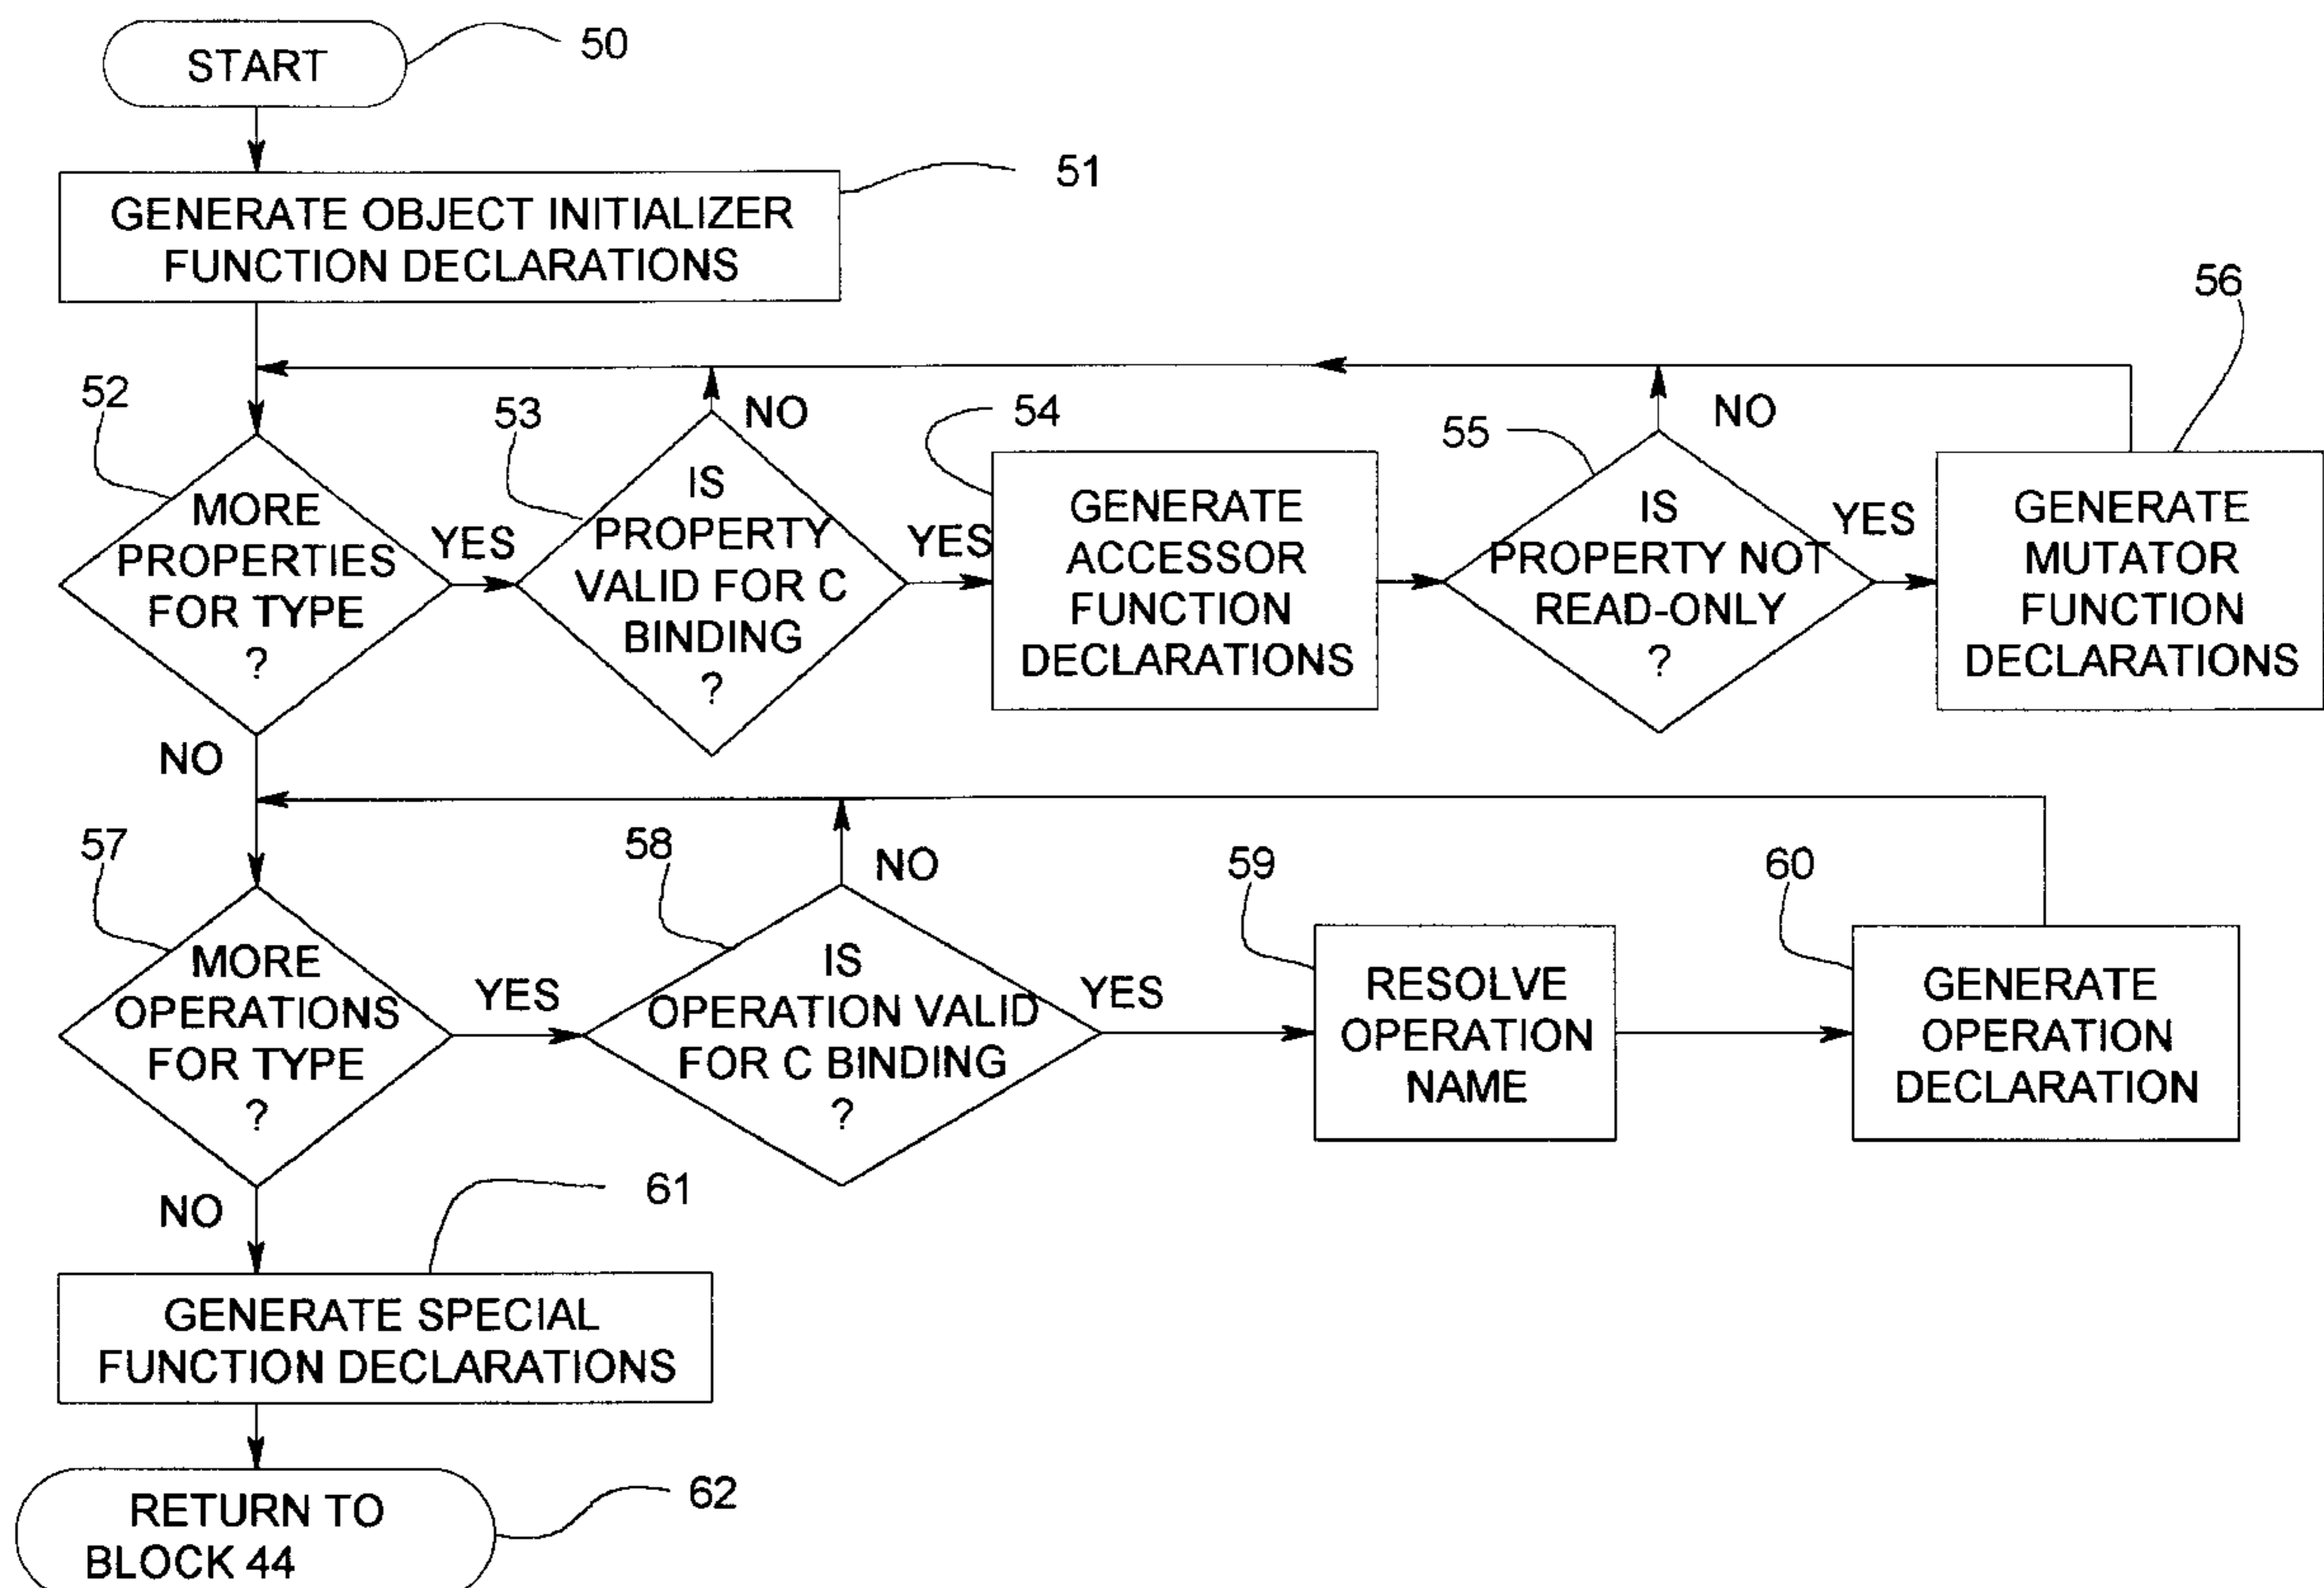 START
50
GENERATE OBJECT INITIALIZER
FUNCTION DECLARATIONS
51
52
MORE
PROPERTIES
FOR TYPE
?
YES
NO
53
IS
PROPERTY
VALID FOR C
BINDING
?
NO
YES
54
GENERATE
ACCESSOR
FUNCTION
DECLARATIONS
55
IS
PROPERTY NOT
READ-ONLY
?
NO
YES
56
GENERATE
MUTATOR
FUNCTION
DECLARATIONS
57
MORE
OPERATIONS
FOR TYPE
?
YES
NO
58
IS
OPERATION VALID
FOR C BINDING
?
NO
YES
59
RESOLVE
OPERATION
NAME
60
GENERATE
OPERATION
DECLARATION
61
GENERATE SPECIAL
FUNCTION DECLARATIONS
RETURN TO
BLOCK 44
62